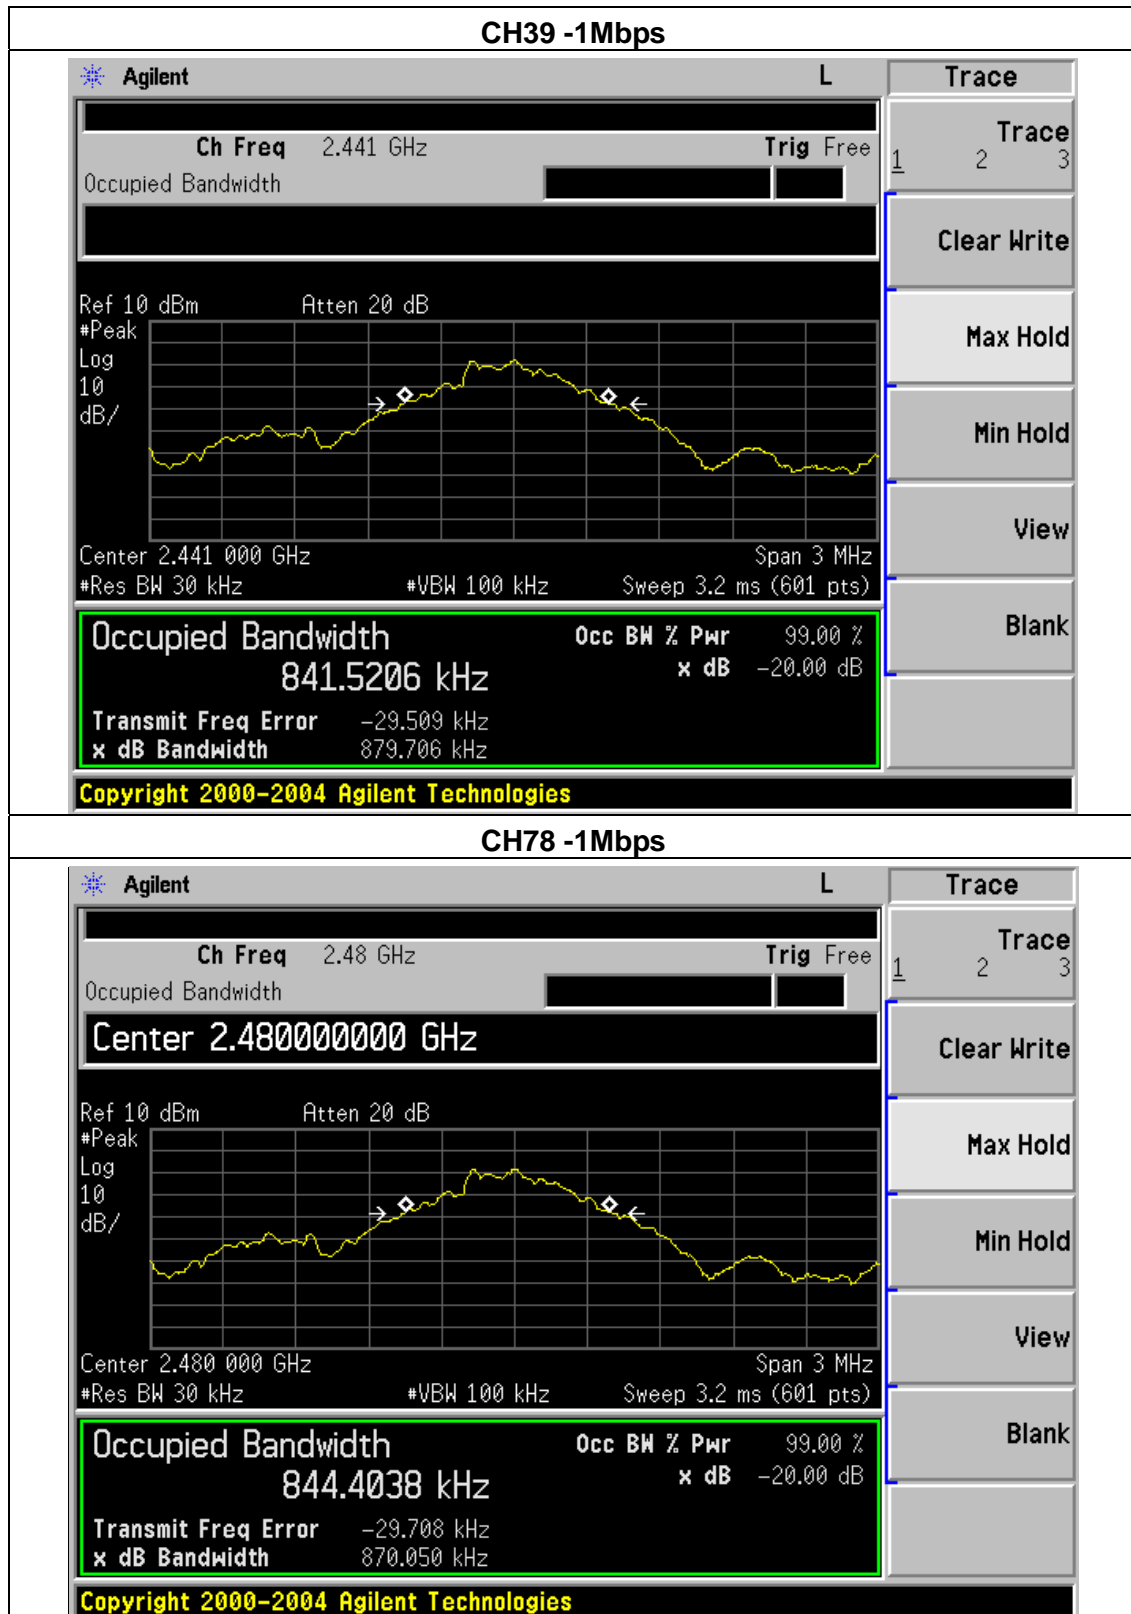 CH39 -1Mbps
Agilent L Trace
Ch Freq 2.441 GHz Trig Free
Occupied Bandwidth
Trace
1 2 3
Clear Write
Ref 10 dBm Atten 20 dB
#Peak
Log
10
dB/
Max Hold
Min Hold
View
Center 2.441 000 GHz Span 3 MHz
#Res BW 30 kHz #VBW 100 kHz Sweep 3.2 ms (601 pts)
Occupied Bandwidth Occ BW % Pwr 99.00 %
841.5206 kHz x dB -20.00 dB
Blank
Transmit Freq Error -29.509 kHz
x dB Bandwidth 879.706 kHz
Copyright 2000-2004 Agilent Technologies
CH78 -1Mbps
Agilent L Trace
Ch Freq 2.48 GHz Trig Free
Occupied Bandwidth
Trace
1 2 3
Center 2.480000000 GHz
Clear Write
Ref 10 dBm Atten 20 dB
#Peak
Log
10
dB/
Max Hold
Min Hold
View
Center 2.480 000 GHz Span 3 MHz
#Res BW 30 kHz #VBW 100 kHz Sweep 3.2 ms (601 pts)
Occupied Bandwidth Occ BW % Pwr 99.00 %
844.4038 kHz x dB -20.00 dB
Blank
Transmit Freq Error -29.708 kHz
x dB Bandwidth 870.050 kHz
Copyright 2000-2004 Agilent Technologies